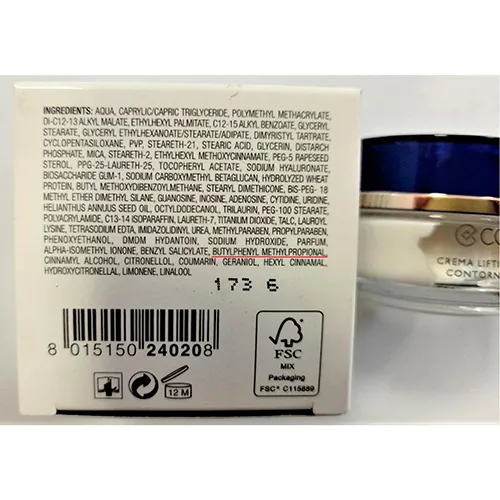 INGREDIENTS: AQUA, CAPRYLIC/CAPRIC TRIGLYCERIDE, POLYMETHYL METHACRYLATE,
DI-C12-13 ALKYL MALATE, ETHYLHEXYL PALMITATE, C12-15 ALKYL BENZOATE, GLYCERYL
STEARATE, GLYCERYL ETHYLHEXANOATE/STEARATE/ADIPATE, DIMYRISTYL TARTRATE,
CYCLOPENTASILOXANE, PVP, STEARETH-21, STEARIC ACID, GLYCERIN, DISTARCH
PHOSPHATE, MICA, STEARETH-2, ETHYLHEXYL METHOXYCINNAMATE, PEG-5 RAPESEED
STEROL, PPG-25-LAURETH-25, TOCOPHERYL ACETATE, SODIUM HYALURONATE,
BIOSACCHARIDE GUM-1, SODIUM CARBOXYMETHYL BETAGLUCAN, HYDROLYZED WHEAT
PROTEIN, BUTYL METHOXYDIBENZOYLMETHANE, STEARYL DIMETHICONE, BIS-PEG- 18
METHYL ETHER DIMETHYL SILANE, GUANOSINE, INOSINE, ADENOSINE, CYTIDINE, URIDINE,
HELIANTHUS ANNUUS SEED OIL, OCTYLDODECANOL, TRILAURIN, PEG-100 STEARATE,
POLYACRYLAMIDE, C13-14 ISOPARAFFIN, LAURETH-7, TITANIUM DIOXIDE, TALC, LAUROYL
LYSINE, TETRASODIUM EDTA, IMIDAZOLIDINYL UREA, METHYLPARABEN, PROPYLPARABEN,
PHENOXYETHANOL, DMDM HYDANTOIN, SODIUM HYDROXIDE, PARFUM,
ALPHA-ISOMETHYL IONONE, BENZYL SALICYLATE, BUTYLPHENYL METHYLPROPIONAL,
CINNAMYL ALCOHOL, CITRONELLOL, COUMARIN, GERANIOL, HEXYL CINNAMAL,
HYDROXYCITRONELLAL, LIMONENE, LINALOOL
173 6
8 015150 240208
12 M
FSC
MIX
Packaging
FSC® C115889
CO
CREMA LIFTI
CONTORN